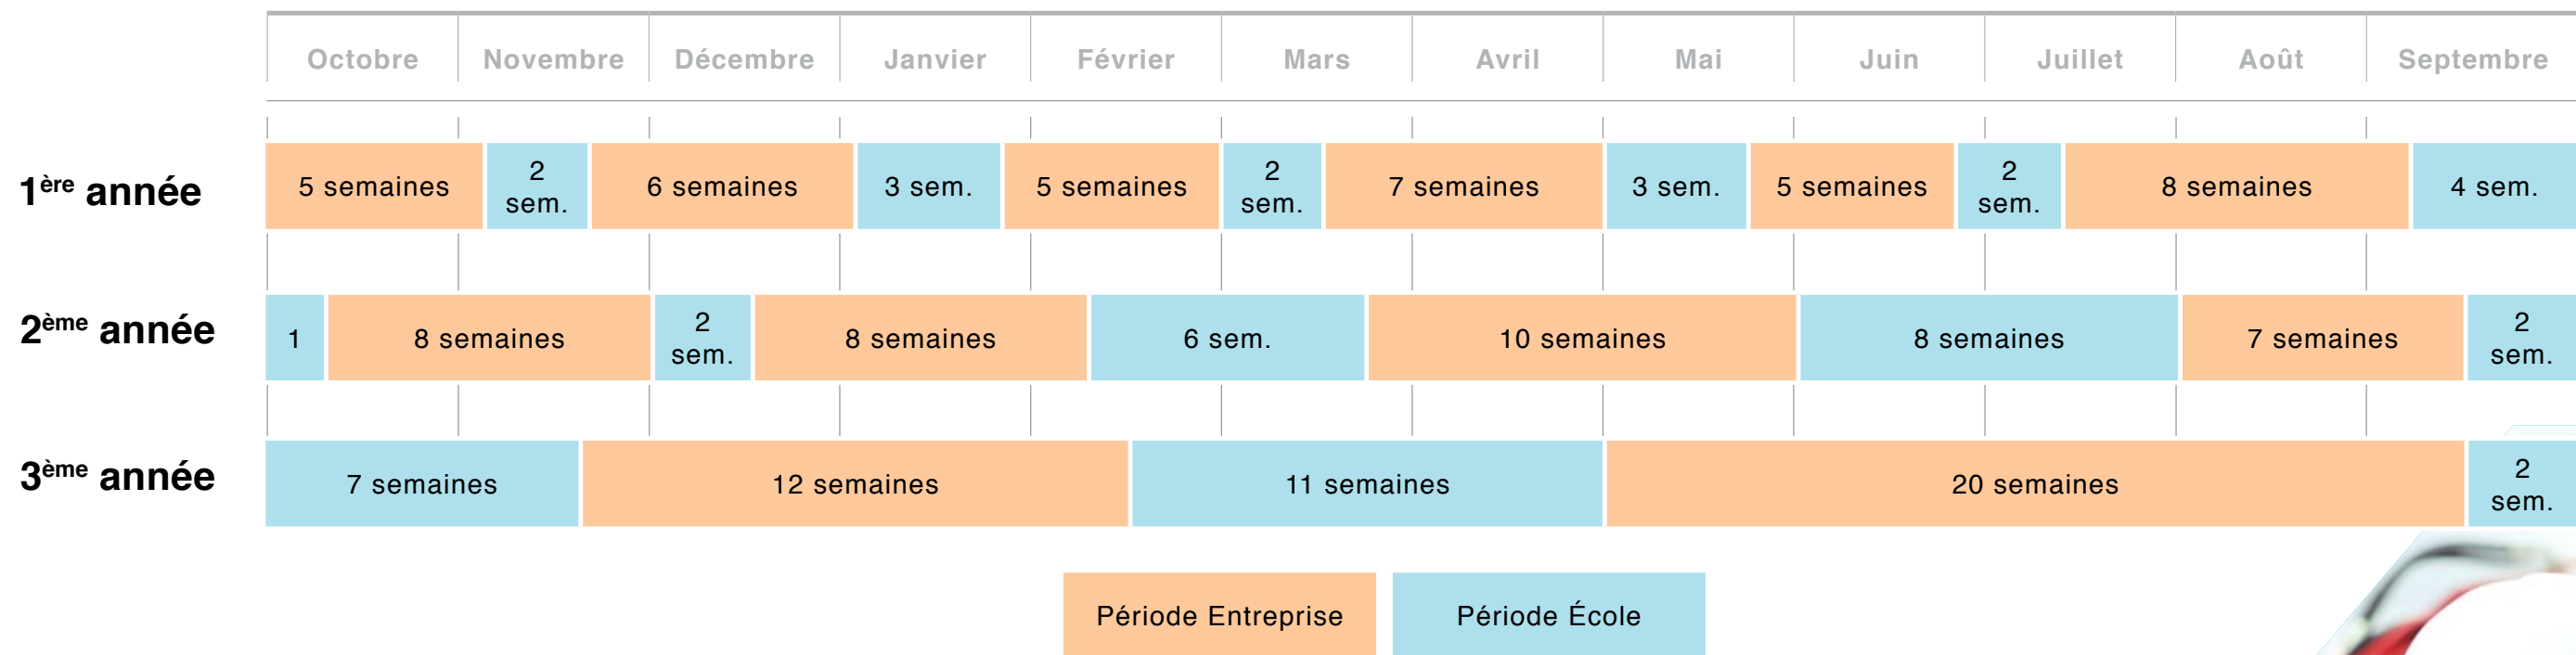 Octobre Novembre Décembre Janvier Février Mars Avril Mai Juin Juillet Août Septembre
1ère année
5 semaines
2
sem.
6 semaines
3 sem.
5 semaines
2
sem.
7 semaines
3 sem.
5 semaines
2
sem.
8 semaines
4 sem.
2ème année
1
8 semaines
2
sem.
8 semaines
6 sem.
10 semaines
8 semaines
7 semaines
2
sem.
3ème année
7 semaines
12 semaines
11 semaines
20 semaines
2
sem.
Période Entreprise
Période École